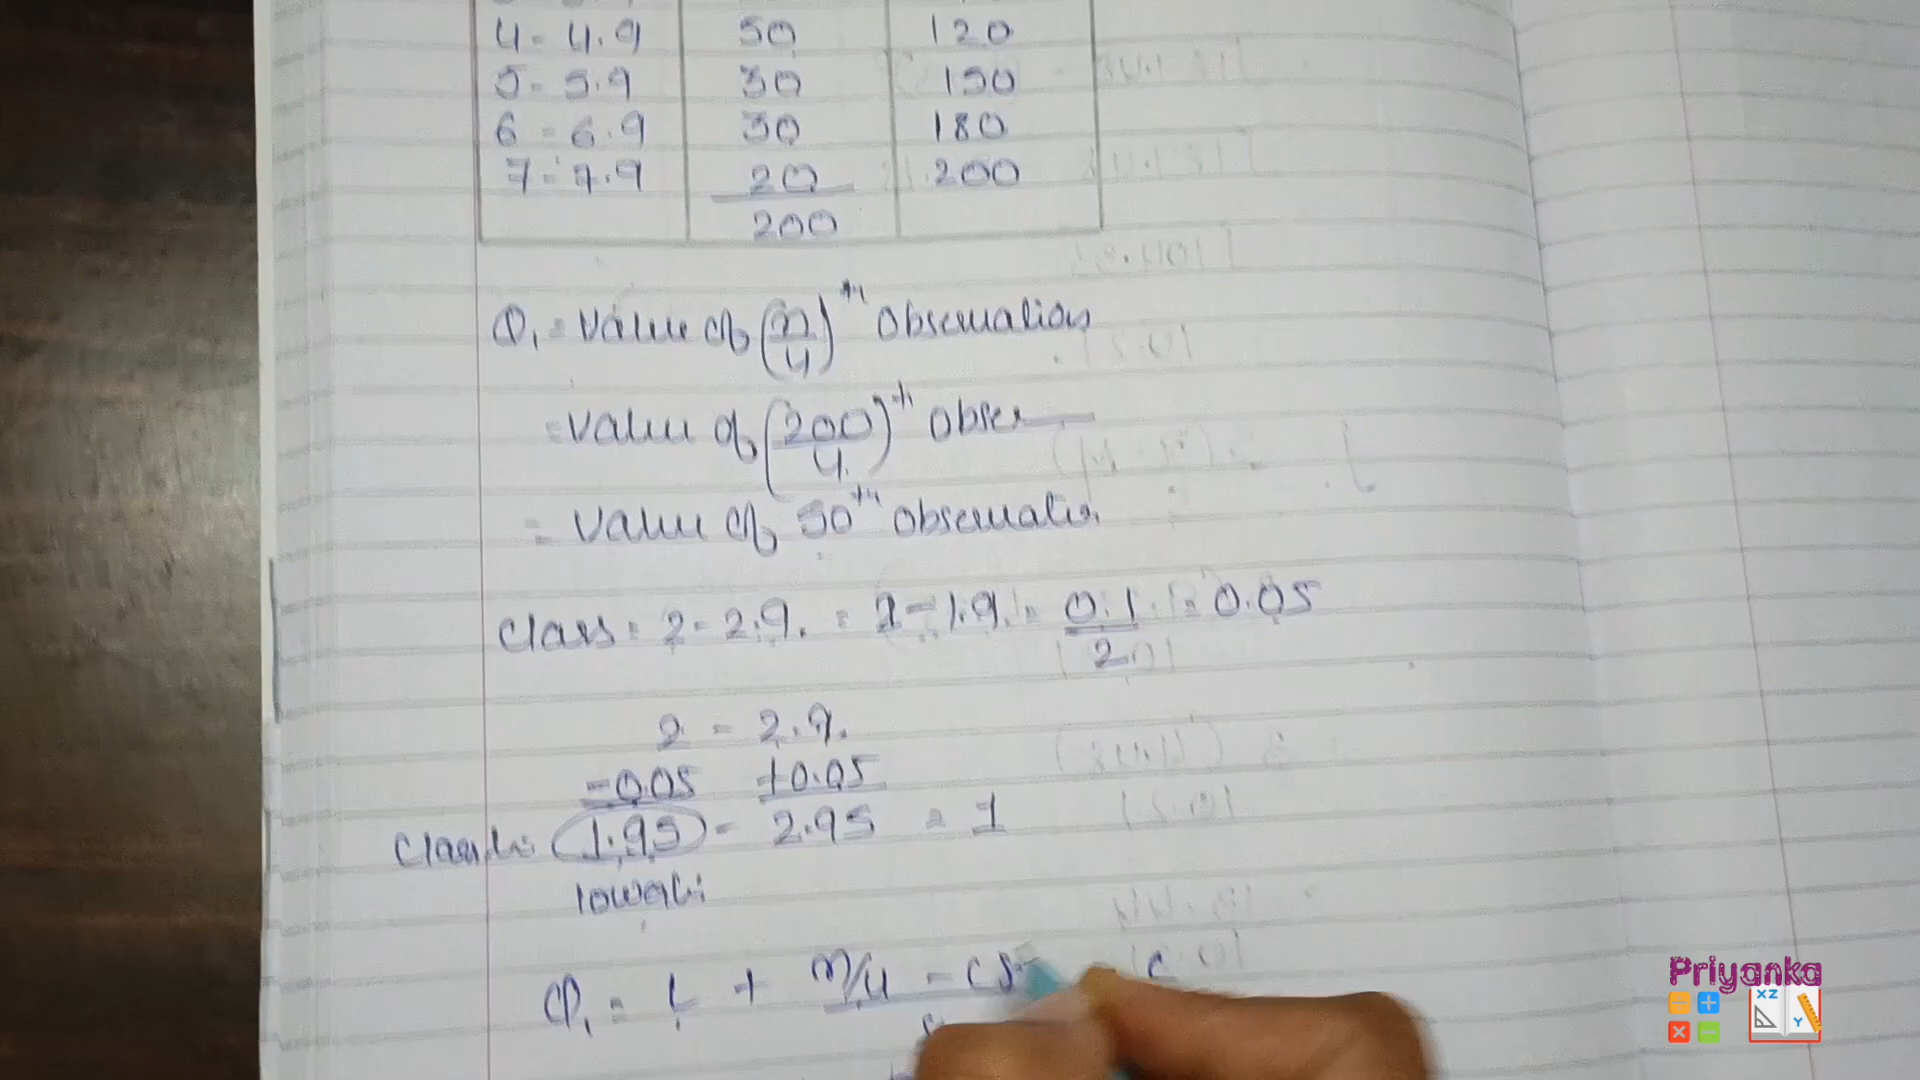 4 - 4.9 50 120
5 - 5.9 30 150
6 - 6.9 30 180
7 - 7.9 20 200
200
Q₁ = Value of (n/4)th Observation
= Value of (200/4)th Obser
= Value of 50th Observation
Class = 2 - 2.9. = 2 - 1.9. = 0.1/2 = 0.05
2 - 2.9.
-0.05 +0.05
1.95 - 2.95 = 1
Q₁ = L + n/4 - cf
Priyanka
XZ
Y